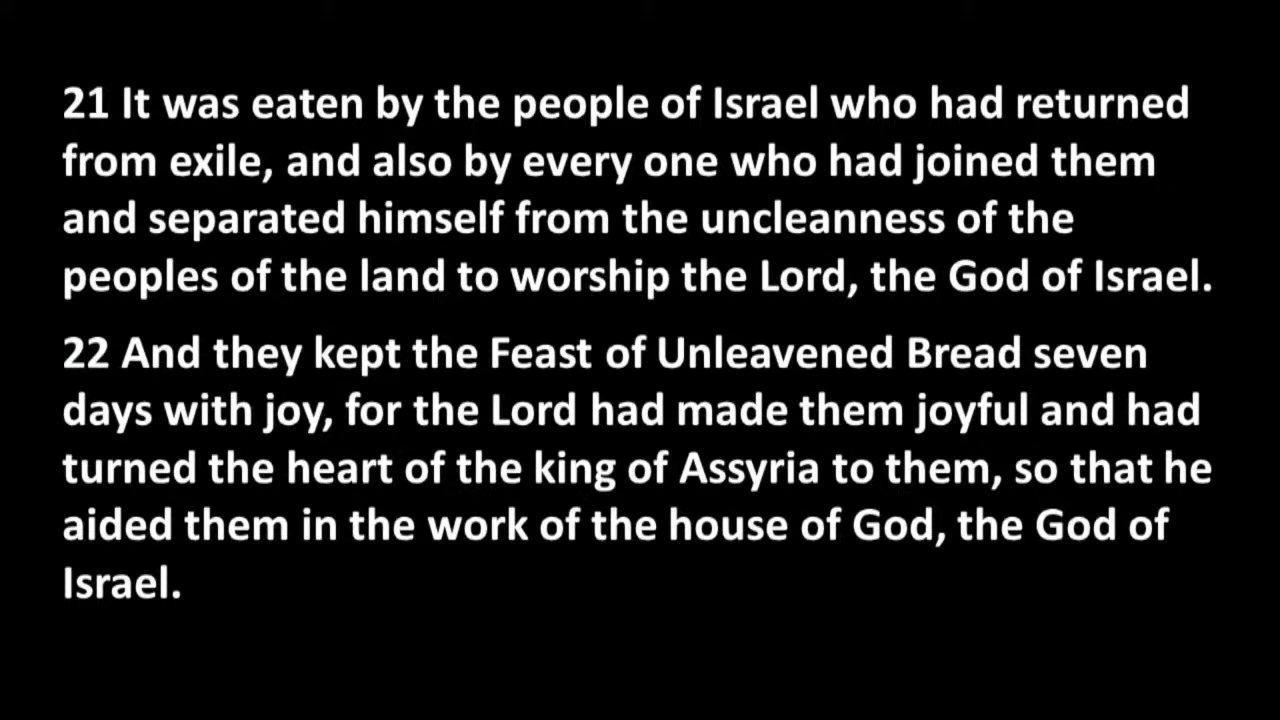 21 It was eaten by the people of Israel who had returned
from exile, and also by every one who had joined them
and separated himself from the uncleanness of the
peoples of the land to worship the Lord, the God of Israel.
22 And they kept the Feast of Unleavened Bread seven
days with joy, for the Lord had made them joyful and had
turned the heart of the king of Assyria to them, so that he
aided them in the work of the house of God, the God of
Israel.